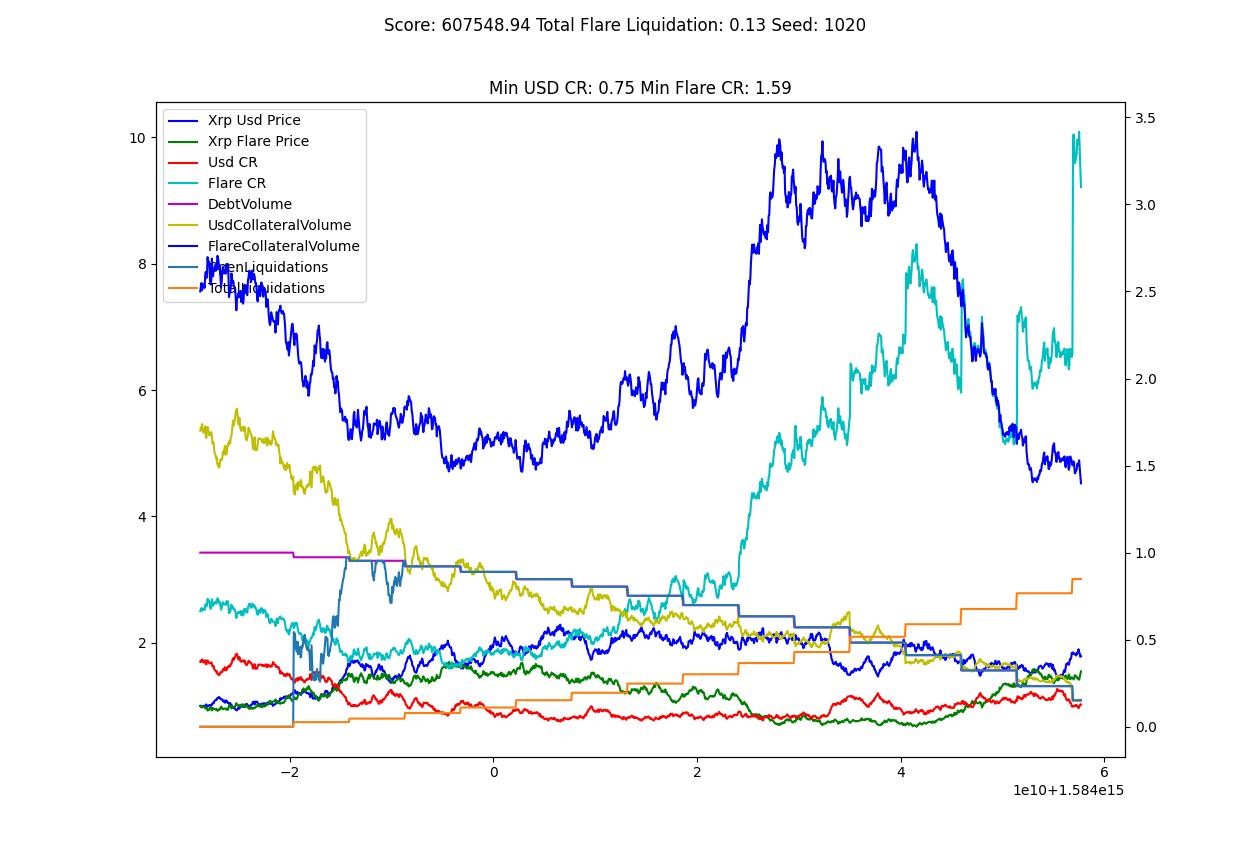 Score: 607548.94 Total Flare Liquidation: 0.13 Seed: 1020
Min USD CR: 0.75 Min Flare CR: 1.59
Xrp Usd Price
Xrp Flare Price
Usd CR
Flare CR
DebtVolume
UsdCollateralVolume
FlareCollateralVolume
OpenLiquidations
TotalLiquidations
10
8
6
4
2
3.5
3.0
2.5
2.0
1.5
1.0
0.5
0.0
−2
0
2
4
6
1e10+1.584e15